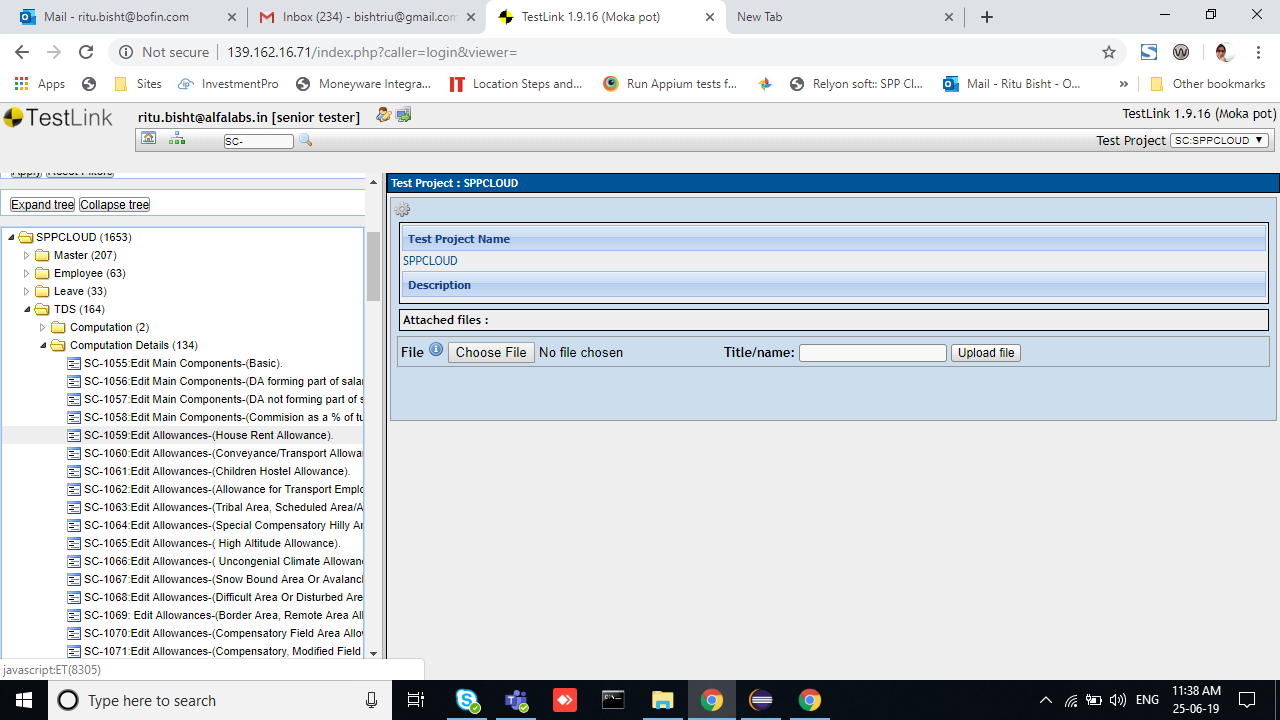 Mail - ritu.bisht@bofin.com
Inbox (234) - bishtriu@gmail.com
TestLink 1.9.16 (Moka pot)
New Tab
Not secure
139.162.16.71/index.php?caller=login&viewer=
Apps
Sites
InvestmentPro
Moneyware Integra...
IT
Location Steps and...
Run Appium tests f...
Relyon soft:: SPP Cl...
Mail - Ritu Bisht - O...
»
Other bookmarks
TestLink
ritu.bisht@alfalabs.in [senior tester]
TestLink 1.9.16 (Moka pot)
SC-
Test Project
SC:SPPCLOUD
Apply
Reset Filters
Test Project : SPPCLOUD
Expand tree
Collapse tree
SPPCLOUD (1653)
Master (207)
Employee (63)
Leave (33)
TDS (164)
Computation (2)
Computation Details (134)
SC-1055:Edit Main Components-(Basic).
SC-1056:Edit Main Components-(DA forming part of salar
SC-1057:Edit Main Components-(DA not forming part of s
SC-1058:Edit Main Components-(Commision as a % of tu
SC-1059:Edit Allowances-(House Rent Allowance).
SC-1060:Edit Allowances-(Conveyance/Transport Allowan
SC-1061:Edit Allowances-(Children Hostel Allowance).
SC-1062:Edit Allowances-(Allowance for Transport Emplo
SC-1063:Edit Allowances-(Tribal Area, Scheduled Area/A
SC-1064:Edit Allowances-(Special Compensatory Hilly Ar
SC-1065:Edit Allowances-( High Altitude Allowance).
SC-1066:Edit Allowances-( Uncongenial Climate Allowanc
SC-1067:Edit Allowances-(Snow Bound Area Or Avalanch
SC-1068:Edit Allowances-(Difficult Area Or Disturbed Are
SC-1069: Edit Allowances-(Border Area, Remote Area All
SC-1070:Edit Allowances-(Compensatory Field Area Allow
SC-1071:Edit Allowances-(Compensatory, Modified Field
Test Project Name
SPPCLOUD
Description
Attached files :
File
Choose File
No file chosen
Title/name:
Upload file
javascript:ET(8305)
Type here to search
ENG
11:38 AM
25-06-19